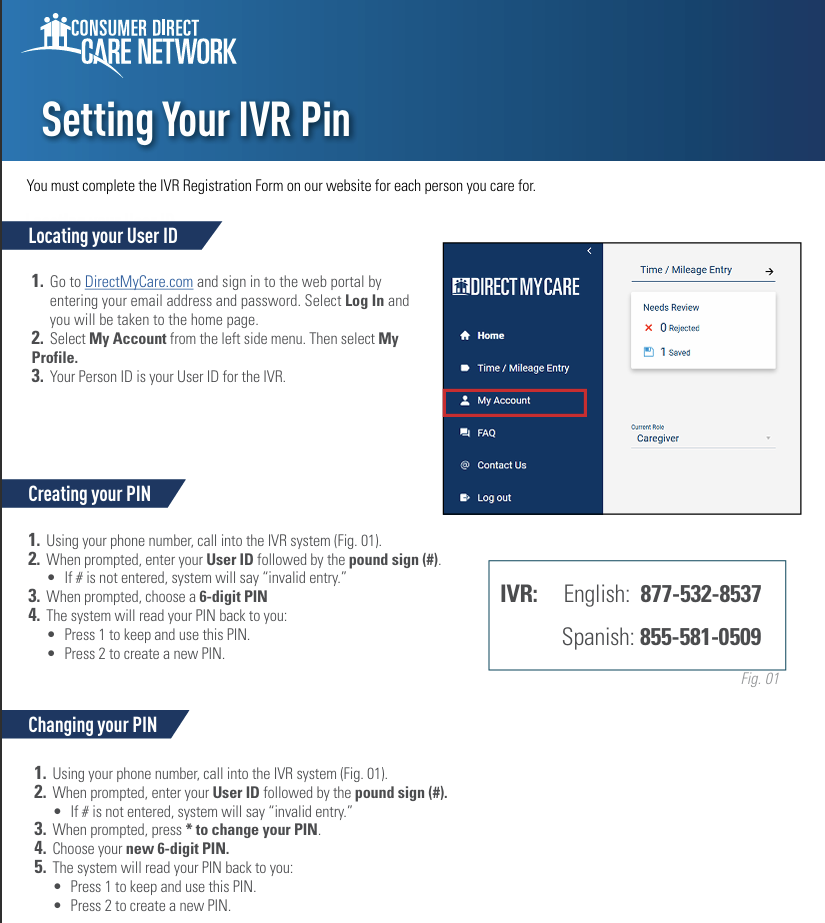 CONSUMER DIRECT
CARE NETWORK
Setting Your IVR Pin
You must complete the IVR Registration Form on our website for each person you care for.
Locating your User ID
1. Go to DirectMyCare.com and sign in to the web portal by
entering your email address and password. Select Log In and
you will be taken to the home page.
2. Select My Account from the left side menu. Then select My
Profile.
3. Your Person ID is your User ID for the IVR.
DIRECT MY CARE
Home
Time / Mileage Entry
My Account
FAQ
Contact Us
Log out
Time / Mileage Entry
Needs Review
0 Rejected
1 Saved
Current Role
Caregiver
Creating your PIN
1. Using your phone number, call into the IVR system (Fig. 01).
2. When prompted, enter your User ID followed by the pound sign (#).
• If # is not entered, system will say “invalid entry.”
3. When prompted, choose a 6-digit PIN
4. The system will read your PIN back to you:
• Press 1 to keep and use this PIN.
• Press 2 to create a new PIN.
IVR: English: 877-532-8537
Spanish: 855-581-0509
Fig. 01
Changing your PIN
1. Using your phone number, call into the IVR system (Fig. 01).
2. When prompted, enter your User ID followed by the pound sign (#).
• If # is not entered, system will say “invalid entry.”
3. When prompted, press * to change your PIN.
4. Choose your new 6-digit PIN.
5. The system will read your PIN back to you:
• Press 1 to keep and use this PIN.
• Press 2 to create a new PIN.